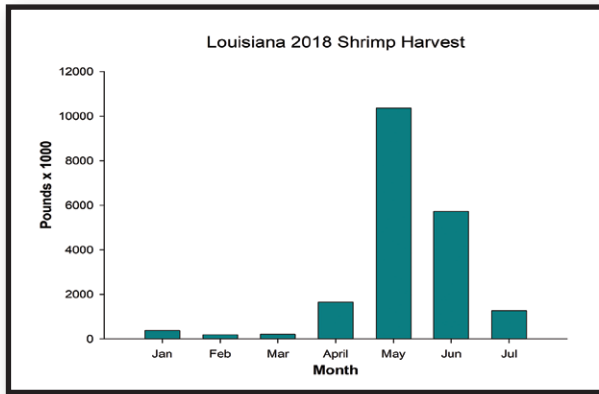 Louisiana 2018 Shrimp Harvest
Pounds x 1000
12000
10000
8000
6000
4000
2000
0
Jan Feb Mar April May Jun Jul
Month